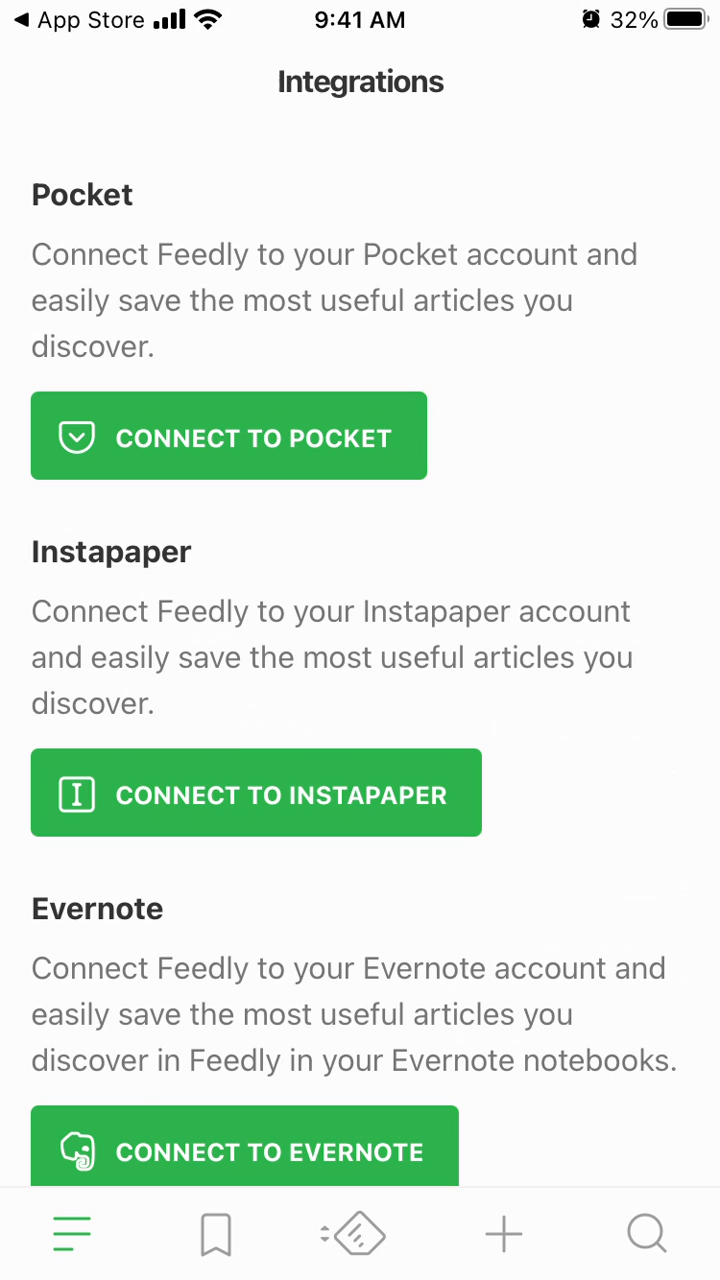 App Store 9:41 AM 32%
Integrations
Pocket
Connect Feedly to your Pocket account and
easily save the most useful articles you
discover.
CONNECT TO POCKET
Instapaper
Connect Feedly to your Instapaper account
and easily save the most useful articles you
discover.
I CONNECT TO INSTAPAPER
Evernote
Connect Feedly to your Evernote account and
easily save the most useful articles you
discover in Feedly in your Evernote notebooks.
CONNECT TO EVERNOTE